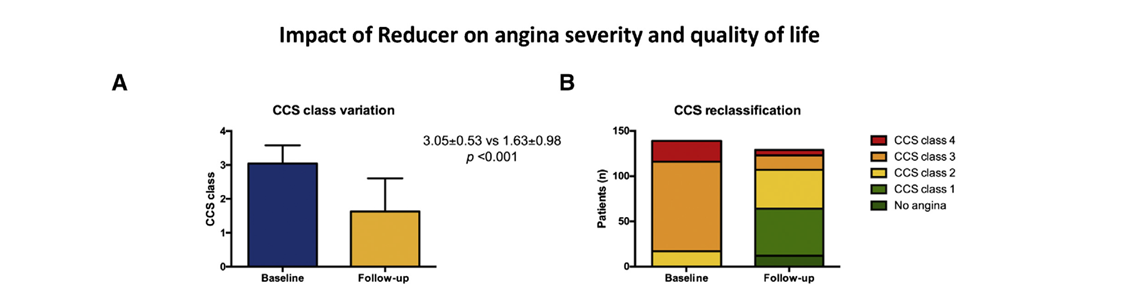 Impact of Reducer on angina severity and quality of life
A
CCS class variation
CCS class
4
3
2
1
0
Baseline
Follow-up
3.05±0.53 vs 1.63±0.98
p <0.001
B
CCS reclassification
Patients (n)
150
100
50
0
Baseline
Follow-up
CCS class 4
CCS class 3
CCS class 2
CCS class 1
No angina